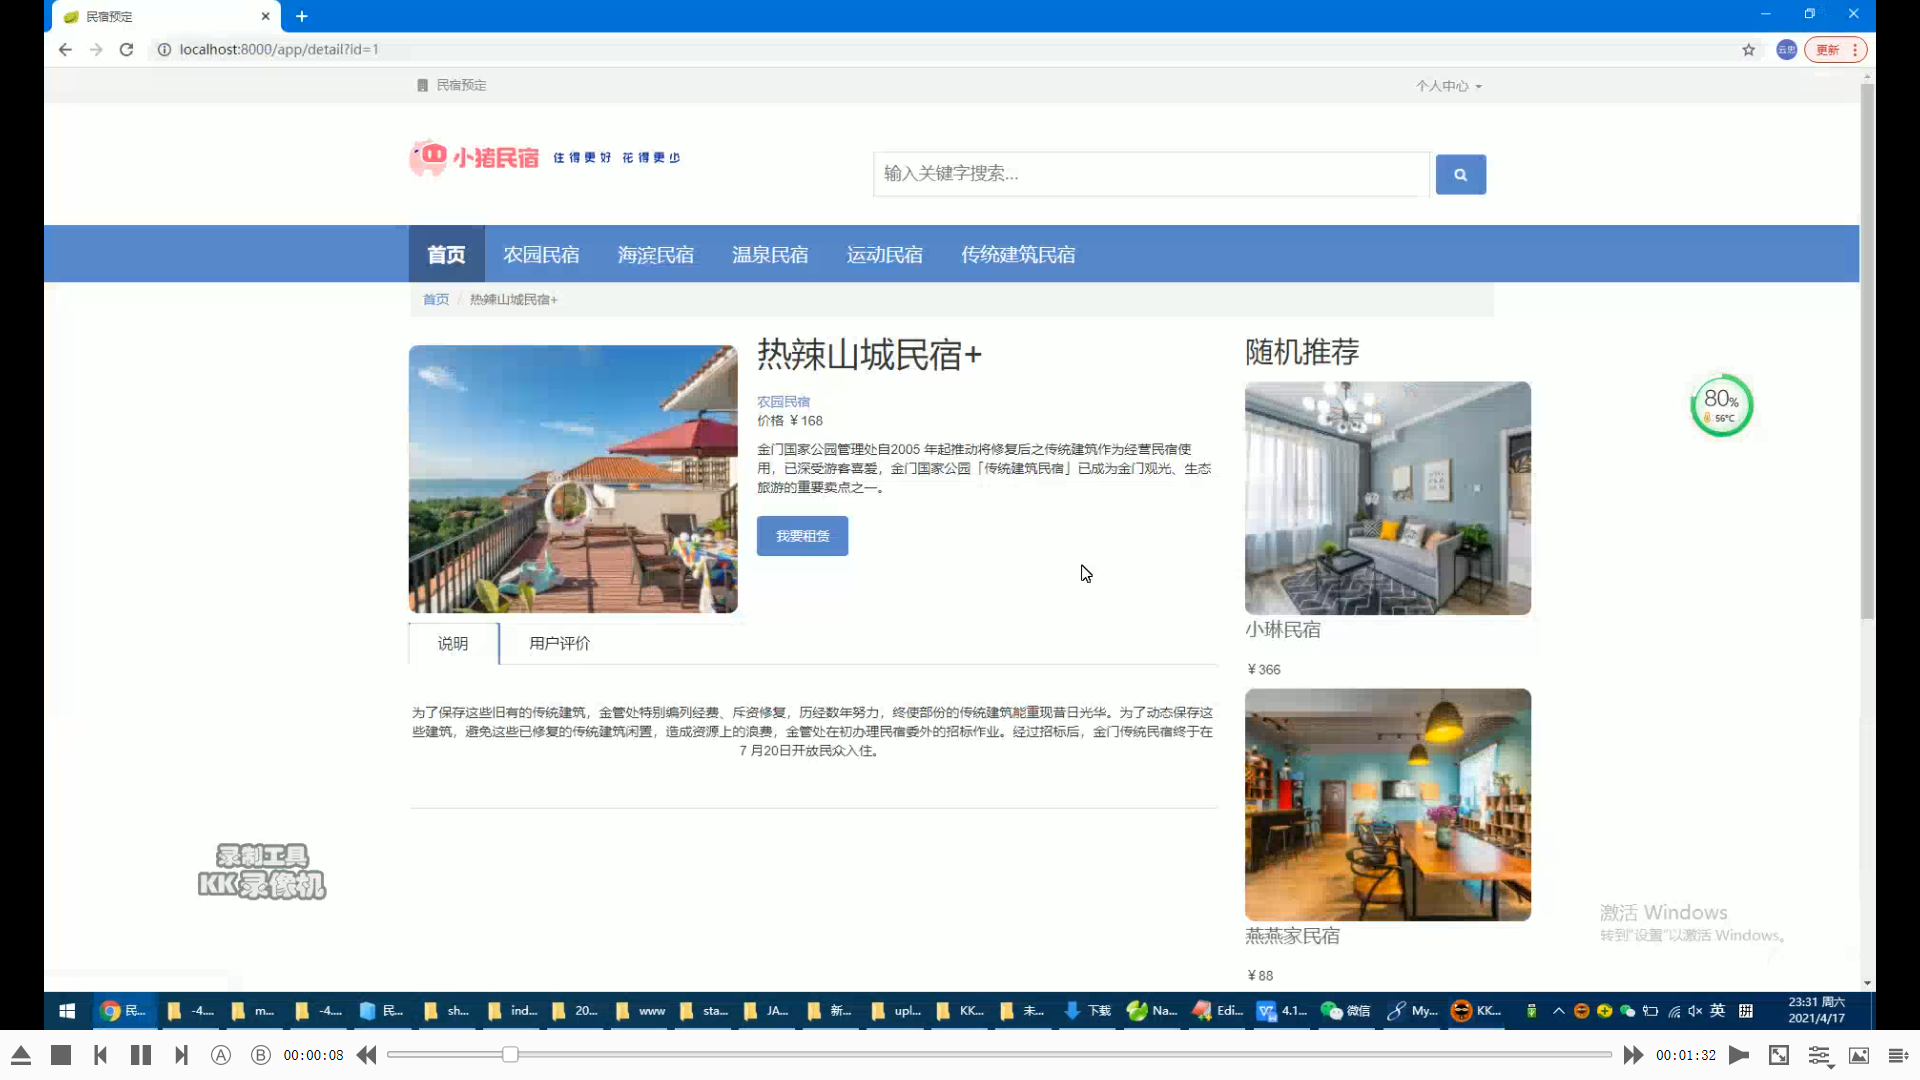 民宿预定
localhost:8000/app/detail?id=1
云忠
更新
民宿预定
个人中心
小猪民宿
住得更好 花得更少
输入关键字搜索...
首页
农园民宿
海滨民宿
温泉民宿
运动民宿
传统建筑民宿
首页 / 热辣山城民宿+
热辣山城民宿+
农园民宿
价格 ¥168
金门国家公园管理处自2005 年起推动将修复后之传统建筑作为经营民宿使
用，已深受游客喜爱，金门国家公园「传统建筑民宿」已成为金门观光、生态
旅游的重要卖点之一。
我要租赁
说明
用户评价
为了保存这些旧有的传统建筑，金管处特别编列经费、斥资修复，历经数年努力，终使部份的传统建筑能重现昔日光华。为了动态保存这
些建筑，避免这些已修复的传统建筑闲置，造成资源上的浪费，金管处在初办理民宿委外的招标作业。经过招标后，金门传统民宿终于在
7 月20日开放民众入住。
随机推荐
小琳民宿
¥366
燕燕家民宿
¥88
80%
56℃
录制工具
KK录像机
激活 Windows
转到"设置"以激活 Windows。
民...
-4....
m...
-4....
民...
sh...
ind...
20...
www
sta...
JA...
新...
upl...
KK...
未...
下载
Na...
Edi...
4.1...
微信
My...
KK...
英
23:31 周六
2021/4/17
A
B
00:00:08
00:01:32